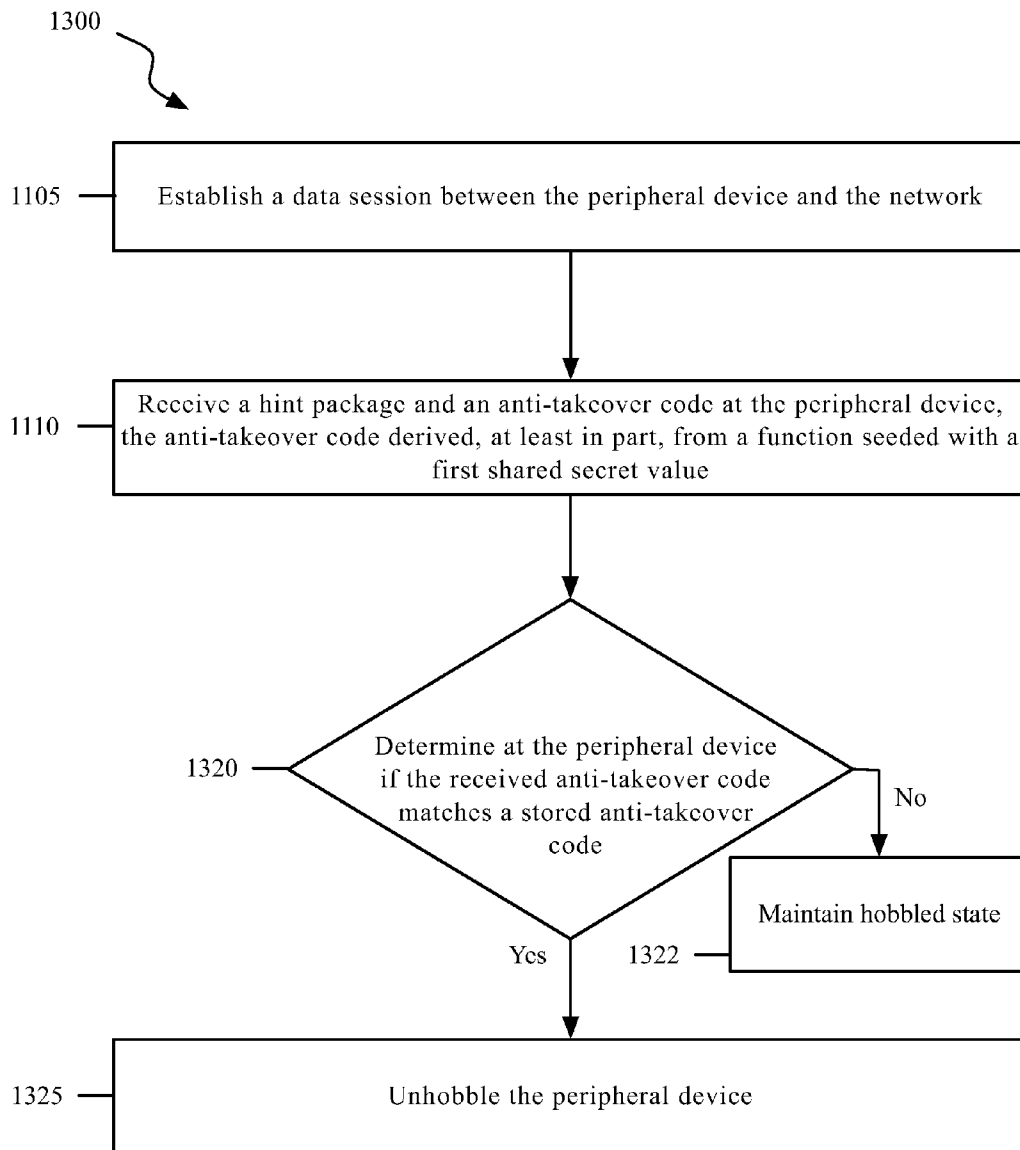 1300
1105
Establish a data session between the peripheral device and the network
1110
Receive a hint package and an anti-takeover code at the peripheral device,
the anti-takeover code derived, at least in part, from a function seeded with a
first shared secret value
1320
Determine at the peripheral device
if the received anti-takeover code
matches a stored anti-takeover
code
No
Maintain hobbled state
1322
Yes
1325
Unhobble the peripheral device